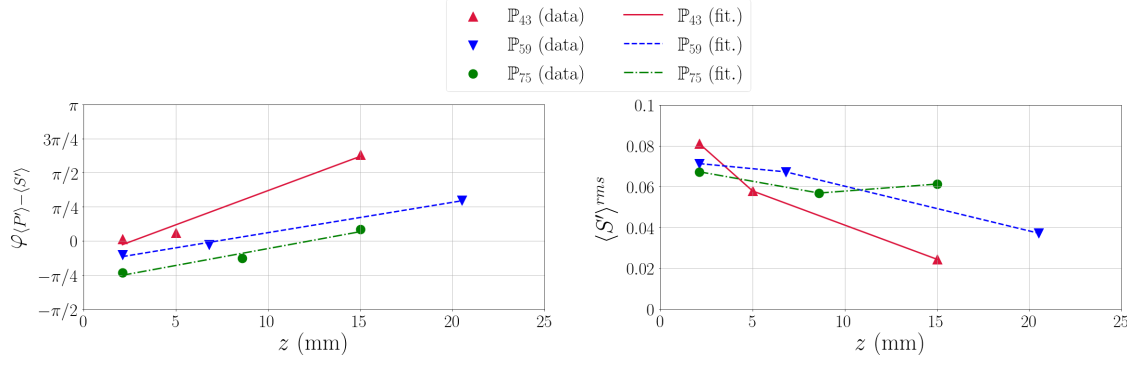 ℙ₄₃ (data) ℙ₄₃ (fit.)
ℙ₅₉ (data) ℙ₅₉ (fit.)
ℙ₇₅ (data) ℙ₇₅ (fit.)
φ⟨P′⟩−⟨S′⟩
π
3π/4
π/2
π/4
0
−π/4
−π/2
0 5 10 15 20 25
z (mm)
⟨S′⟩ʳᵐˢ
0.1
0.08
0.06
0.04
0.02
0
0 5 10 15 20 25
z (mm)